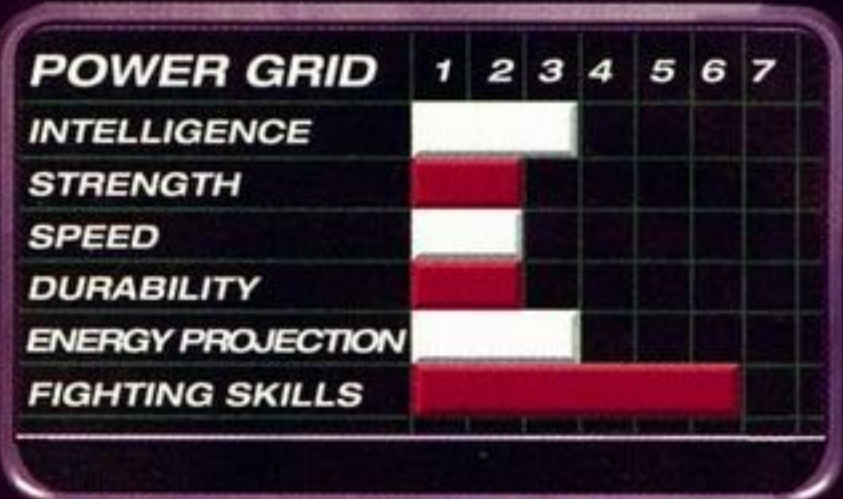 POWER GRID 1 2 3 4 5 6 7
INTELLIGENCE
STRENGTH
SPEED
DURABILITY
ENERGY PROJECTION
FIGHTING SKILLS